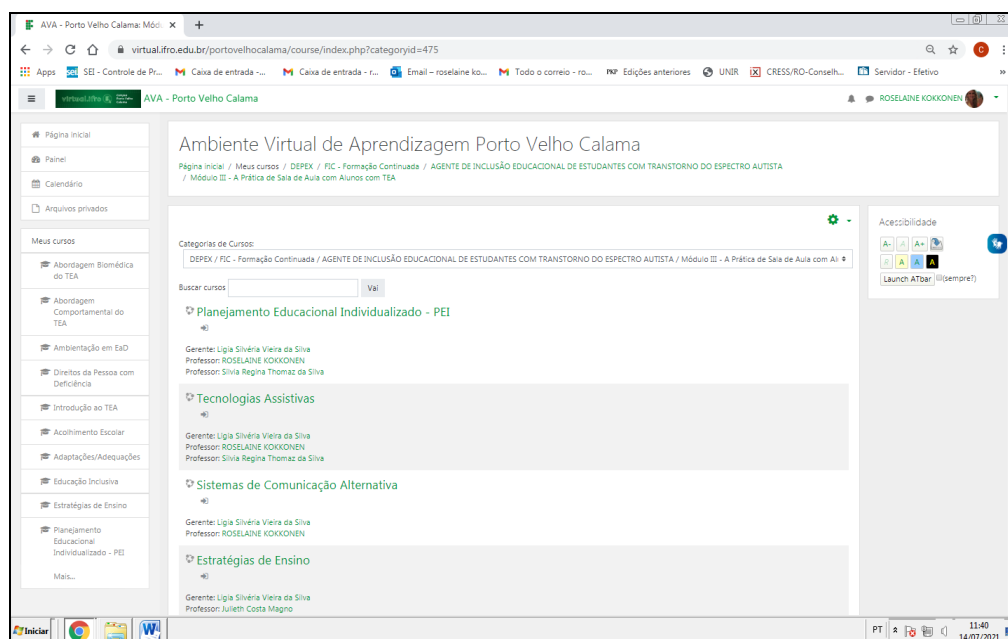 AVA - Porto Velho Calama: Módu
virtual.ifro.edu.br/portovelhocalama/course/index.php?categoryid=475
C
Apps
SEI - Controle de Pr...
Caixa de entrada -...
Caixa de entrada - r...
Email – roselaine ko...
Todo o correio - ro...
Edições anteriores
UNIR
CRESS/RO-Conselh...
Servidor - Efetivo
»
virtual.ifro
AVA - Porto Velho Calama
ROSELAINE KOKKONEN
Página inicial
Painel
Calendário
Arquivos privados
Meus cursos
Abordagem Biomédica
do TEA
Abordagem
Comportamental do
TEA
Ambientação em EaD
Direitos da Pessoa com
Deficiência
Introdução ao TEA
Acolhimento Escolar
Adaptações/Adequações
Educação Inclusiva
Estratégias de Ensino
Planejamento
Educacional
Individualizado - PEI
Mais...
Ambiente Virtual de Aprendizagem Porto Velho Calama
Página inicial / Meus cursos / DEPEX / FIC - Formação Continuada / AGENTE DE INCLUSÃO EDUCACIONAL DE ESTUDANTES COM TRANSTORNO DO ESPECTRO AUTISTA
/ Módulo III - A Prática de Sala de Aula com Alunos com TEA
Categorias de Cursos:
DEPEX / FIC - Formação Continuada / AGENTE DE INCLUSÃO EDUCACIONAL DE ESTUDANTES COM TRANSTORNO DO ESPECTRO AUTISTA / Módulo III - A Prática de Sala de Aula com Al
Buscar cursos
Vai
Planejamento Educacional Individualizado - PEI
Gerente: Ligia Silvéria Vieira da Silva
Professor: ROSELAINE KOKKONEN
Professor: Silvia Regina Thomaz da Silva
Tecnologias Assistivas
Gerente: Ligia Silvéria Vieira da Silva
Professor: ROSELAINE KOKKONEN
Professor: Silvia Regina Thomaz da Silva
Sistemas de Comunicação Alternativa
Gerente: Ligia Silvéria Vieira da Silva
Professor: ROSELAINE KOKKONEN
Estratégias de Ensino
Gerente: Ligia Silvéria Vieira da Silva
Professor: Julieth Costa Magno
Acessibilidade
A- A A+
R A A A
Launch ATbar (sempre?)
Iniciar
PT
11:40
14/07/2021